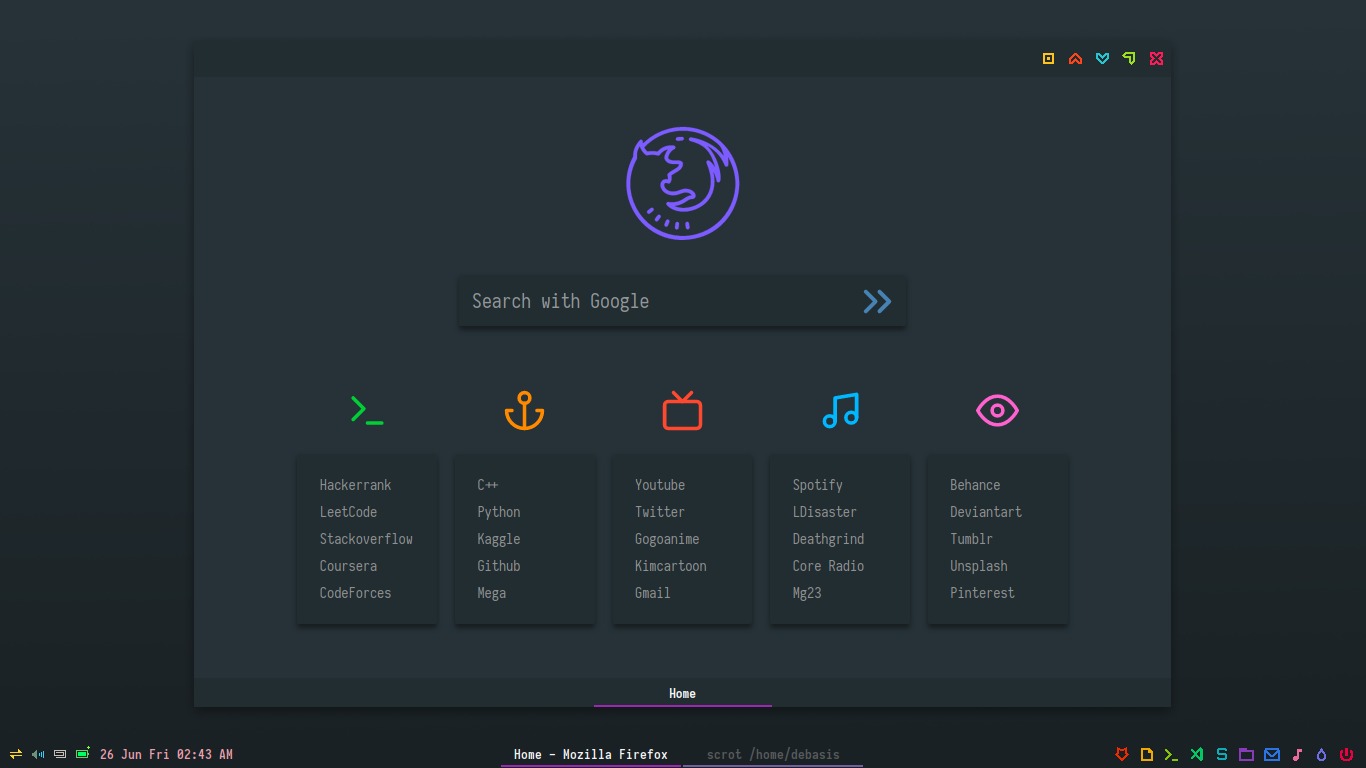 Search with Google
Hackerrank
LeetCode
Stackoverflow
Coursera
CodeForces
C++
Python
Kaggle
Github
Mega
Youtube
Twitter
Gogoanime
Kimcartoon
Gmail
Spotify
LDisaster
Deathgrind
Core Radio
Mg23
Behance
Deviantart
Tumblr
Unsplash
Pinterest
Home
26 Jun Fri 02:43 AM
Home - Mozilla Firefox
scrot /home/debasis